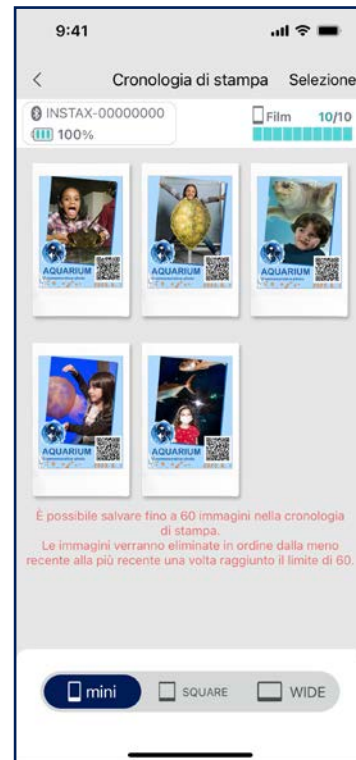 9:41
Cronologia di stampa
Selezione
INSTAX-00000000
100%
Film 10/10
AQUARIUM
AQUARIUM
AQUARIUM
AQUARIUM
AQUARIUM
È possibile salvare fino a 60 immagini nella cronologia
di stampa.
Le immagini verranno eliminate in ordine dalla meno
recente alla più recente una volta raggiunto il limite di 60.
mini
SQUARE
WIDE